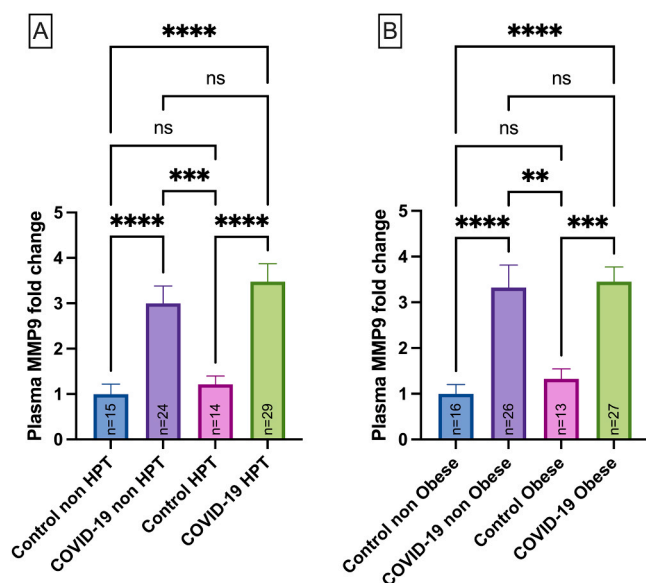 A
****
ns
ns
***
****
****
Plasma MMP9 fold change
5
4
3
2
1
0
n=15
n=24
n=14
n=29
Control non HPT
COVID-19 non HPT
Control HPT
COVID-19 HPT
B
****
ns
ns
**
****
***
Plasma MMP9 fold change
5
4
3
2
1
0
n=16
n=26
n=13
n=27
Control non Obese
COVID-19 non Obese
Control Obese
COVID-19 Obese